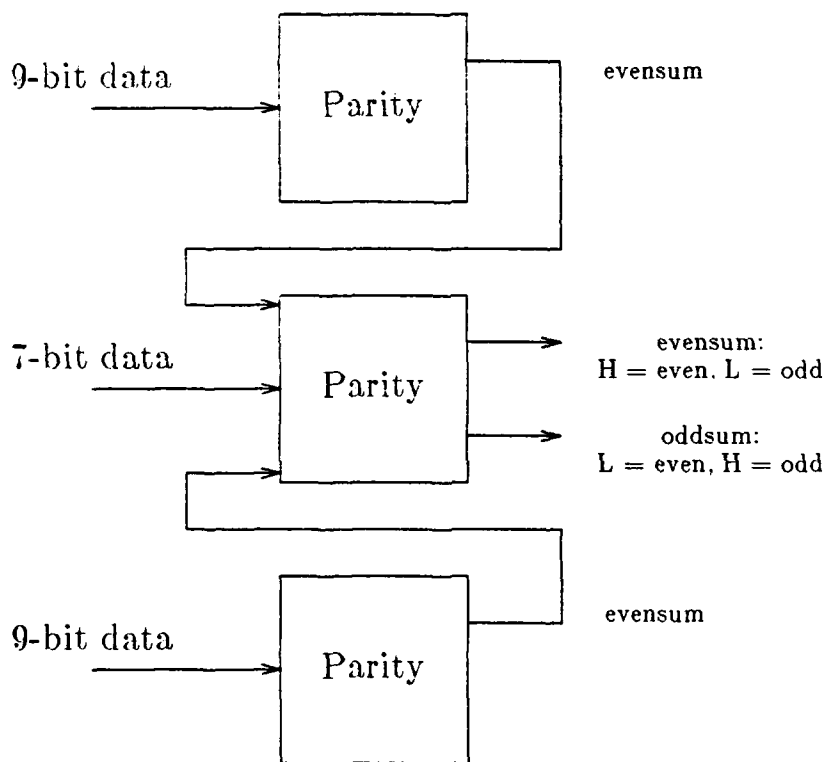 9-bit data
Parity
evensum
7-bit data
Parity
evensum:
H = even. L = odd
oddsum:
L = even, H = odd
9-bit data
Parity
evensum